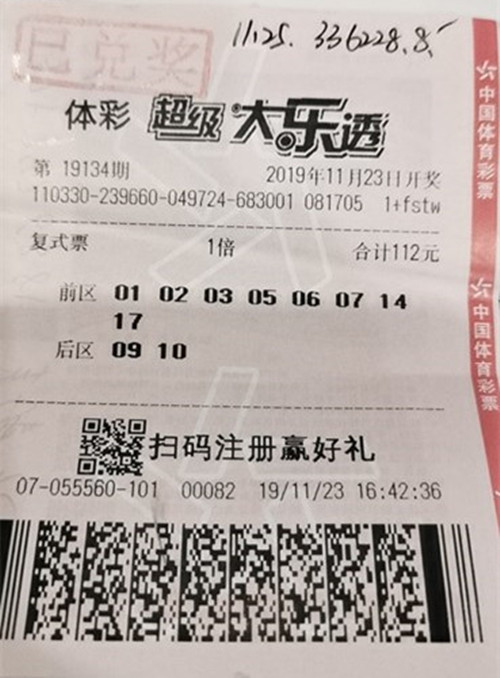 11.25. 336228.85
已兑奖
体彩 超级大乐透
第 19134期 2019年11月23日开奖
110330-239660-049724-683001 081705 1+fstw
复式票 1倍 合计112元
前区 01 02 03 05 06 07 14
17
后区 09 10
扫码注册赢好礼
07-055560-101 00082 19/11/23 16:42:36
中国体育彩票
中国体育彩票